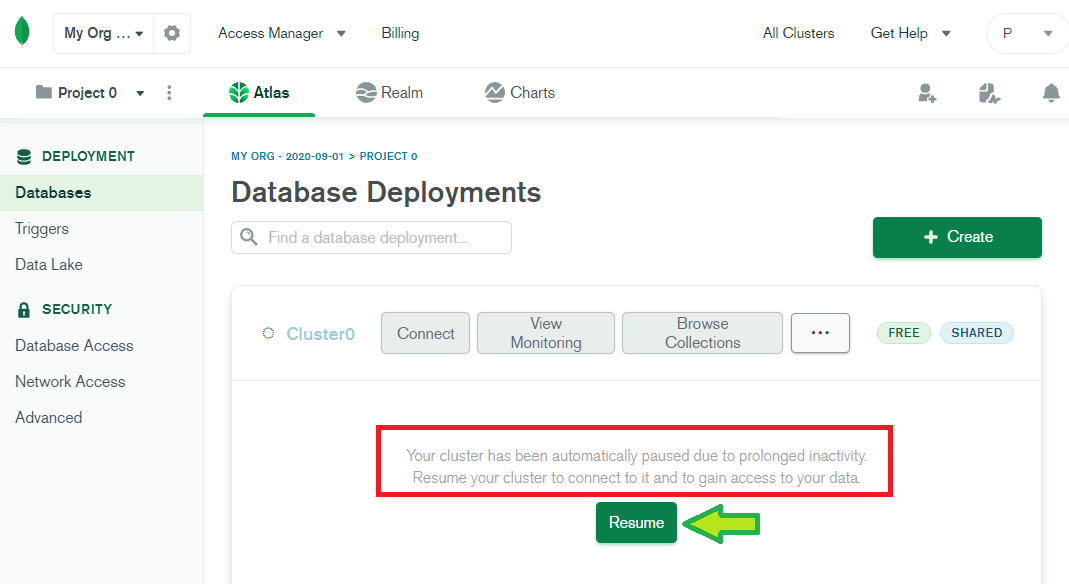 My Org ...
Access Manager
Billing
All Clusters
Get Help
P
Project 0
Atlas
Realm
Charts
DEPLOYMENT
Databases
Triggers
Data Lake
SECURITY
Database Access
Network Access
Advanced
MY ORG - 2020-09-01 > PROJECT 0
Database Deployments
Find a database deployment...
+ Create
Cluster0
Connect
View
Monitoring
Browse
Collections
...
FREE
SHARED
Your cluster has been automatically paused due to prolonged inactivity.
Resume your cluster to connect to it and to gain access to your data.
Resume